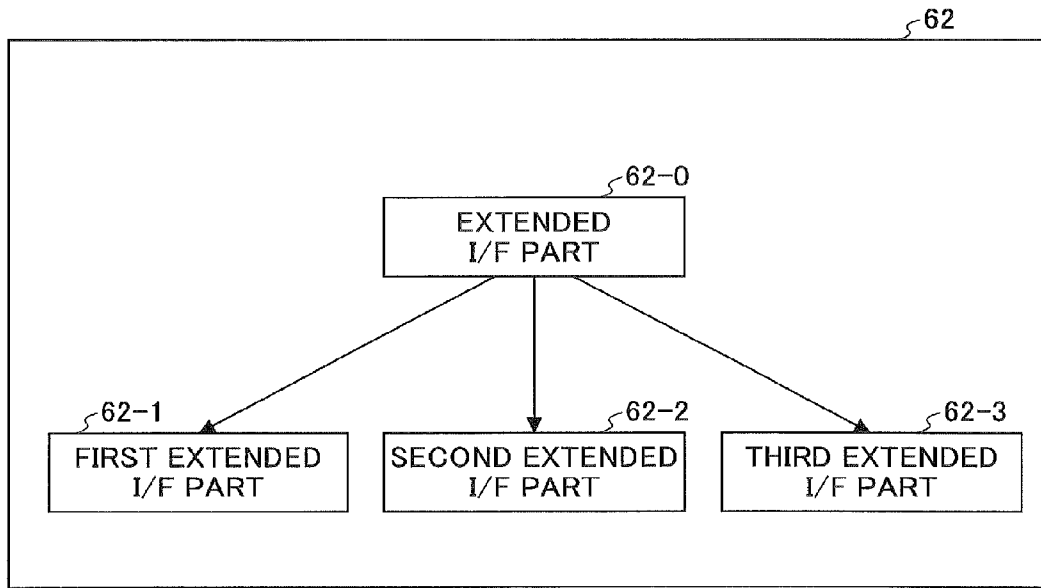 62
62-0
EXTENDED
I/F PART
62-1
62-2
62-3
FIRST EXTENDED
I/F PART
SECOND EXTENDED
I/F PART
THIRD EXTENDED
I/F PART